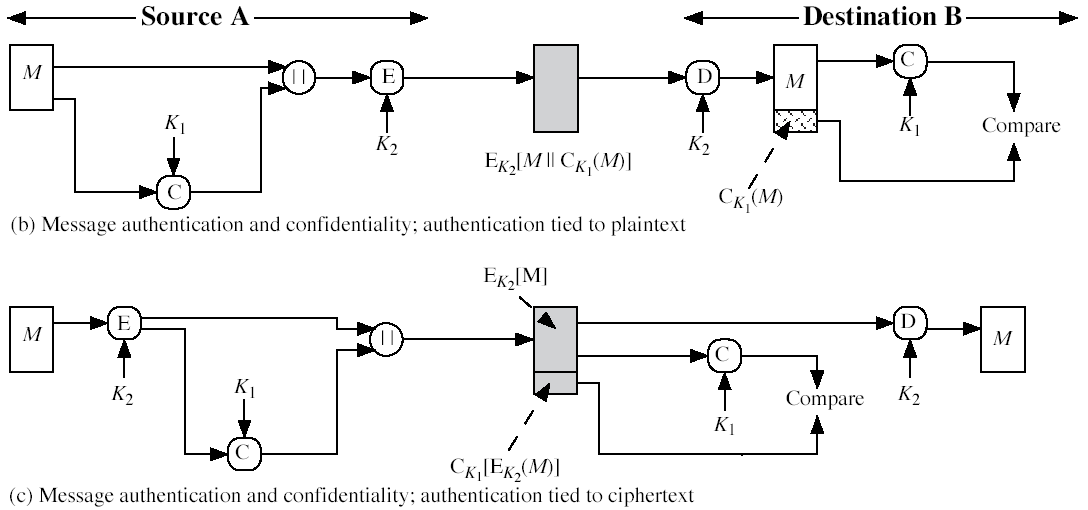 Source A
Destination B
M
||
E
D
M
C
K1
C
K1
K2
EK2[M || CK1(M)]
K2
K1
Compare
CK1(M)
(b) Message authentication and confidentiality; authentication tied to plaintext
EK2[M]
M
E
||
D
M
K2
K1
C
C
K1
Compare
K2
CK1[EK2(M)]
(c) Message authentication and confidentiality; authentication tied to ciphertext